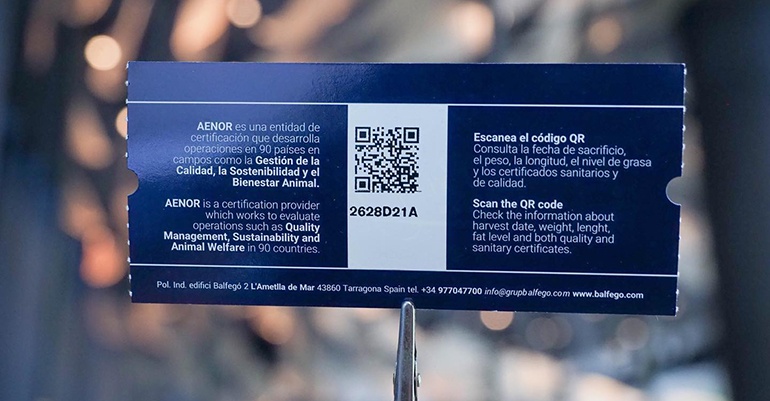 AENOR es una entidad de
certificación que desarrolla
operaciones en 90 países en
campos como la Gestión de la
Calidad, la Sostenibilidad y el
Bienestar Animal.
AENOR is a certification provider
which works to evaluate
operations such as Quality
Management, Sustainability and
Animal Welfare in 90 countries.
2628D21A
Escanea el código QR
Consulta la fecha de sacrificio,
el peso, la longitud, el nivel de grasa
y los certificados sanitarios y
de calidad.
Scan the QR code
Check the information about
harvest date, weight, lenght,
fat level and both quality and
sanitary certificates.
Pol. Ind. edifici Balfegó 2 L'Ametlla de Mar 43860 Tarragona Spain tel. +34 977047700 info@grupbalfego.com www.balfego.com